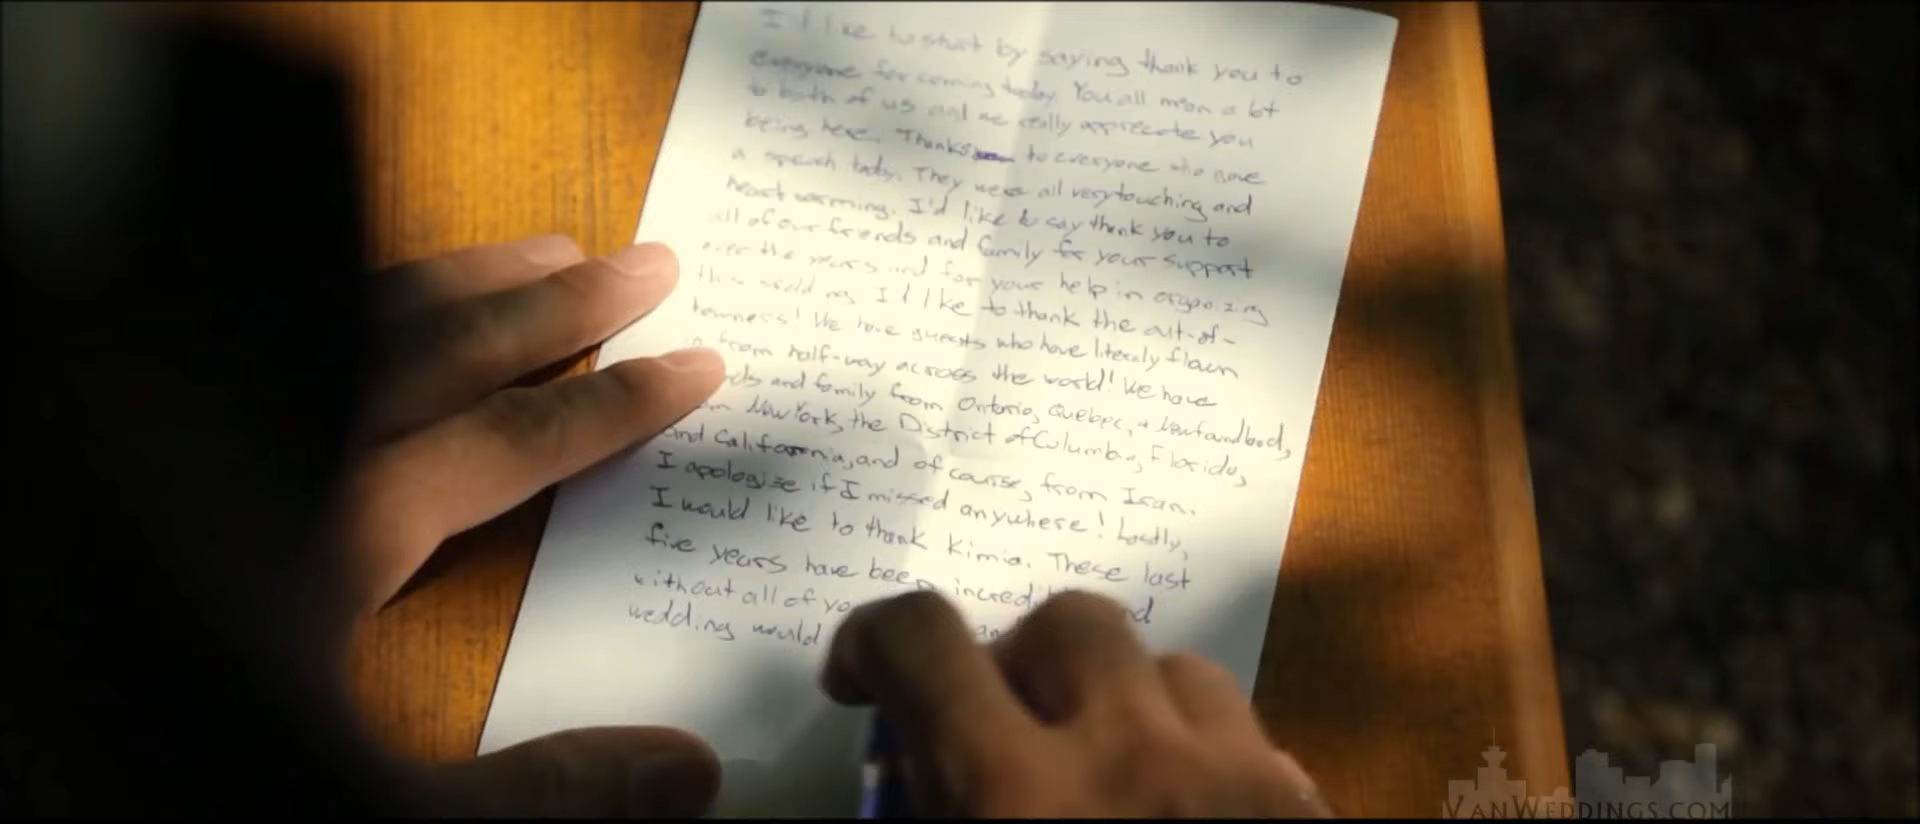 I'd like to start by saying thank you to
everyone for coming today. You all mean a lot
to both of us and we really appreciate you
being here. Thanks to everyone who gave
a speech today. They were all very touching and
heart warming. I'd like to say thank you to
all of our friends and family for your support
over the years and for your help in organizing
this wedding. I'd like to thank the out-of-
towners! We have guests who have literaly flown
in from half-way across the world! We have
and family from Ontario, Quebec, + Newfoundland,
New York, the District of Columbia, Florida,
and California, and of course, from Iran.
I apologize if I missed anywhere! Lastly,
I would like to thank Kimia. These last
five years have been
without all of
wedding would
VANWEDDINGS.COM